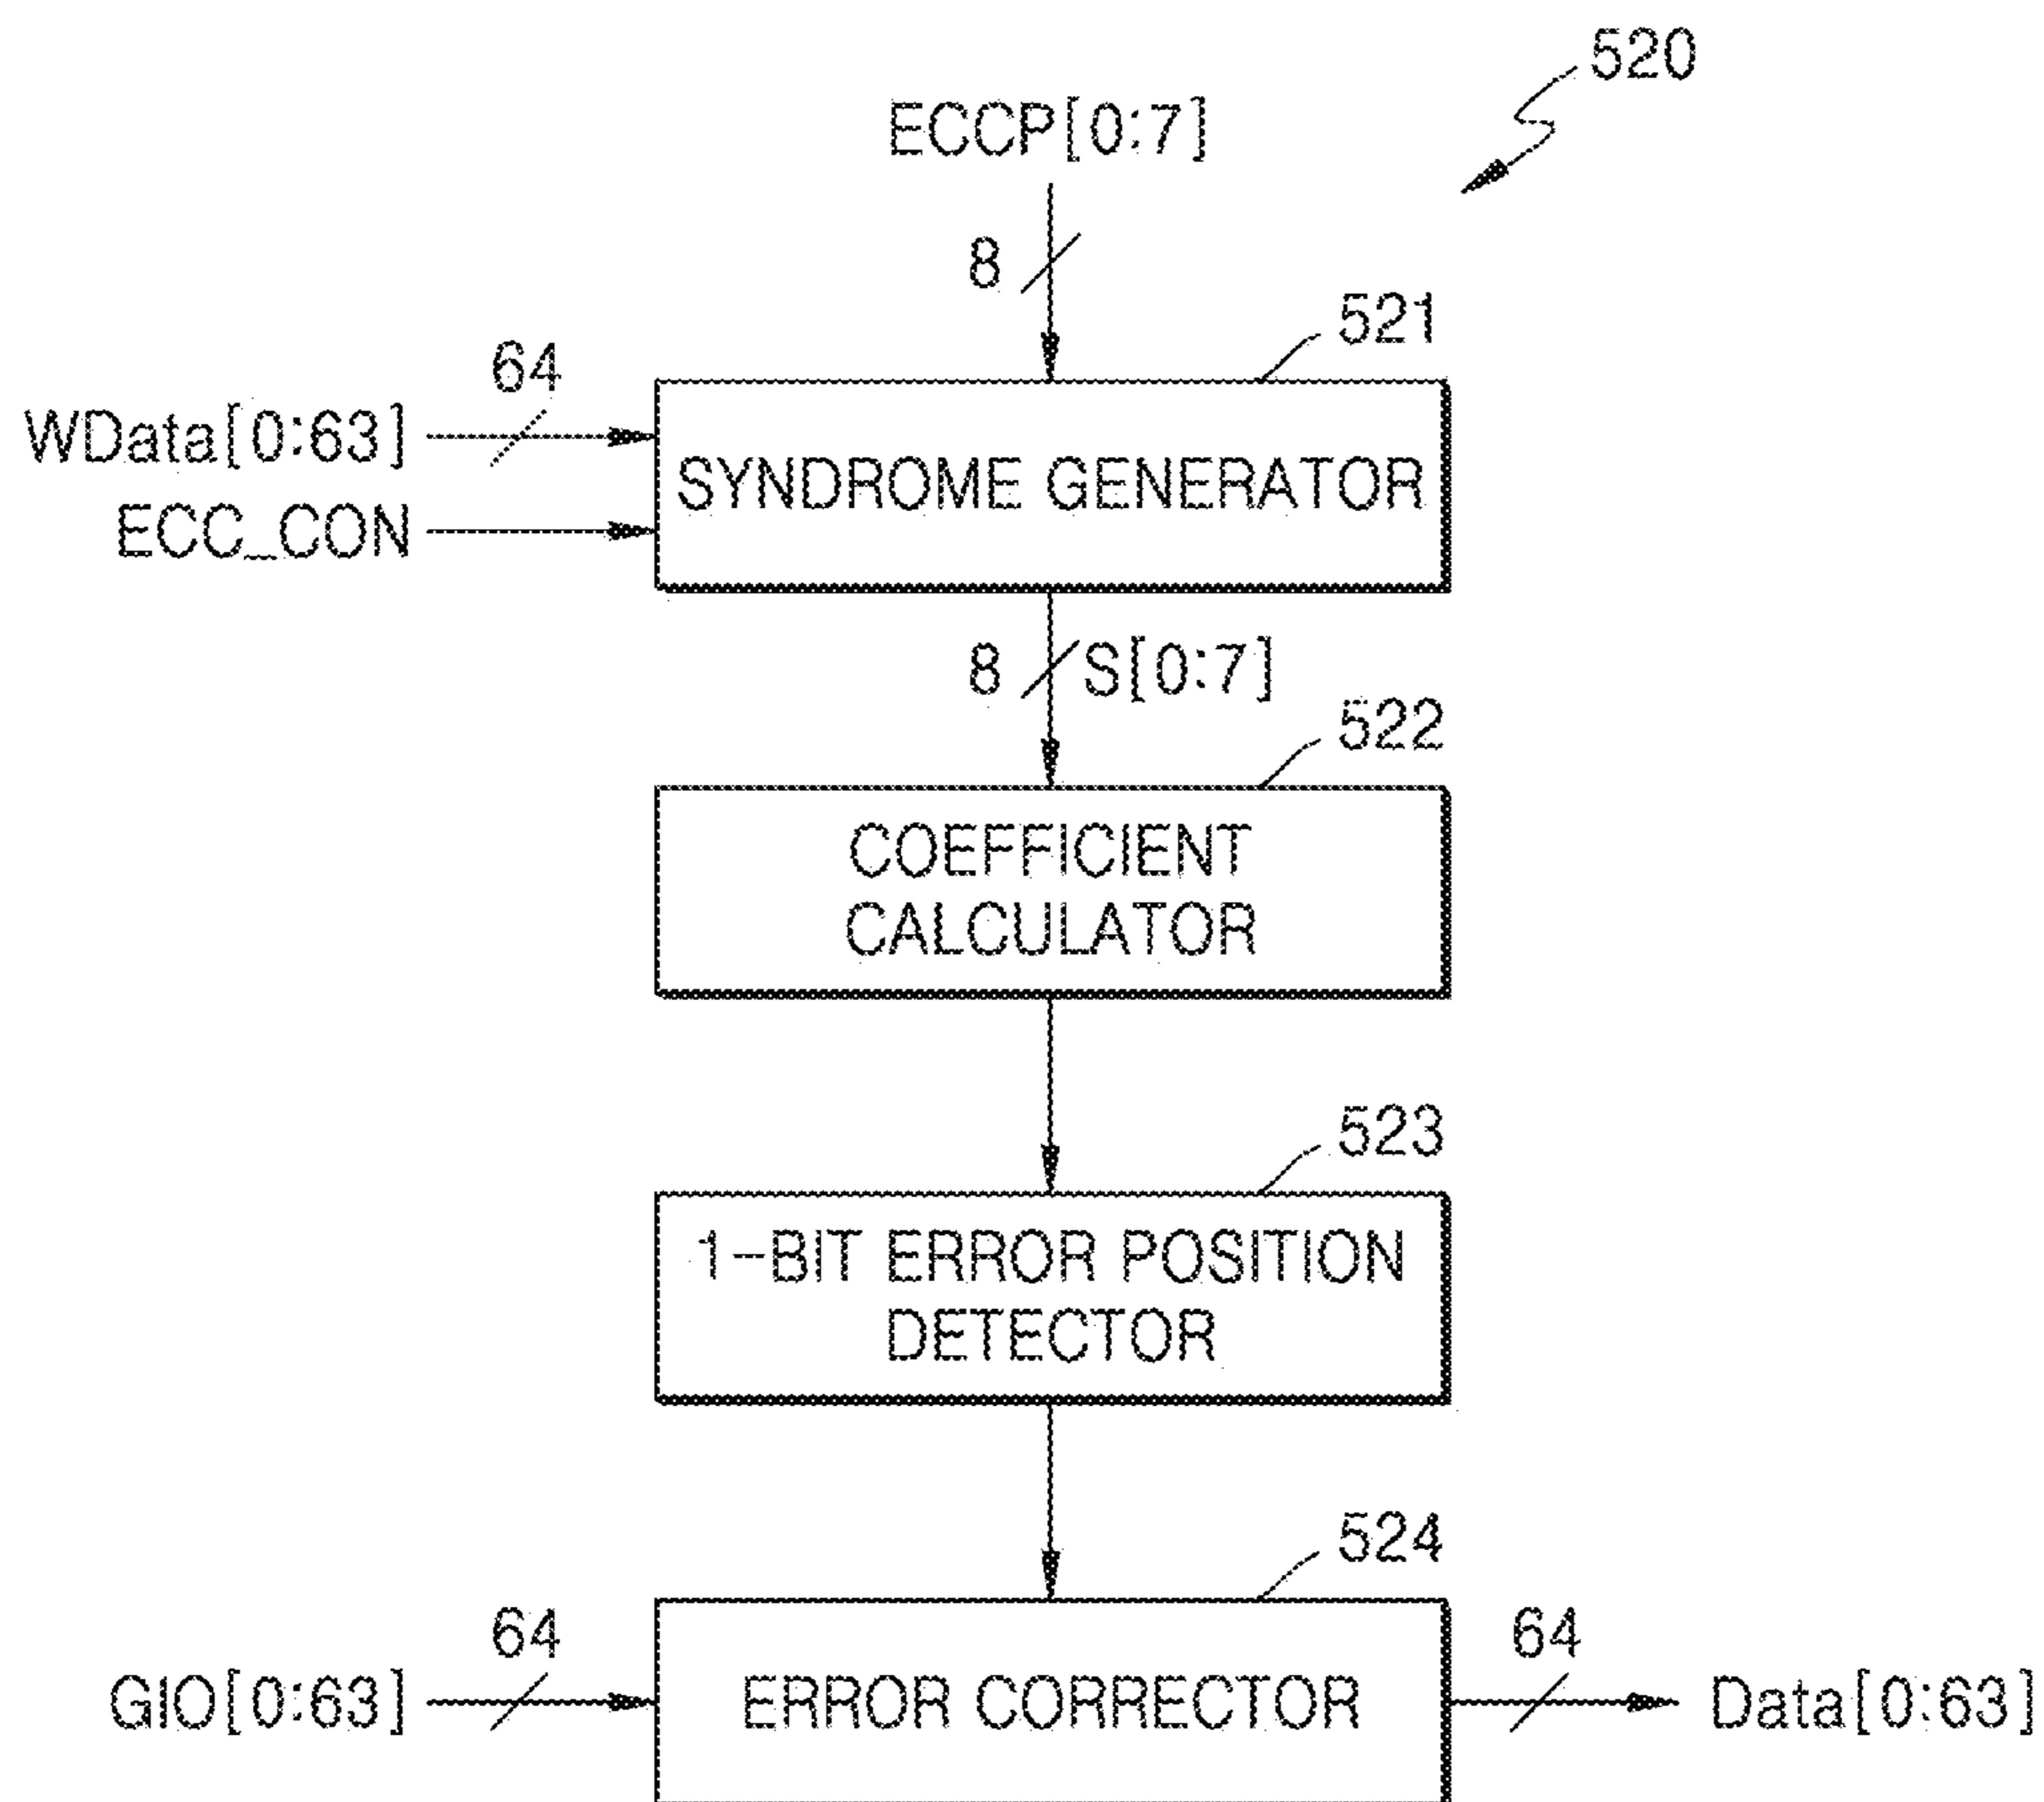 520
ECCP[0:7]
8
521
64
WData[0:63]
ECC_CON
SYNDROME GENERATOR
8
S[0:7]
522
COEFFICIENT
CALCULATOR
523
1-BIT ERROR POSITION
DETECTOR
524
64
GIO[0:63]
ERROR CORRECTOR
64
Data[0:63]